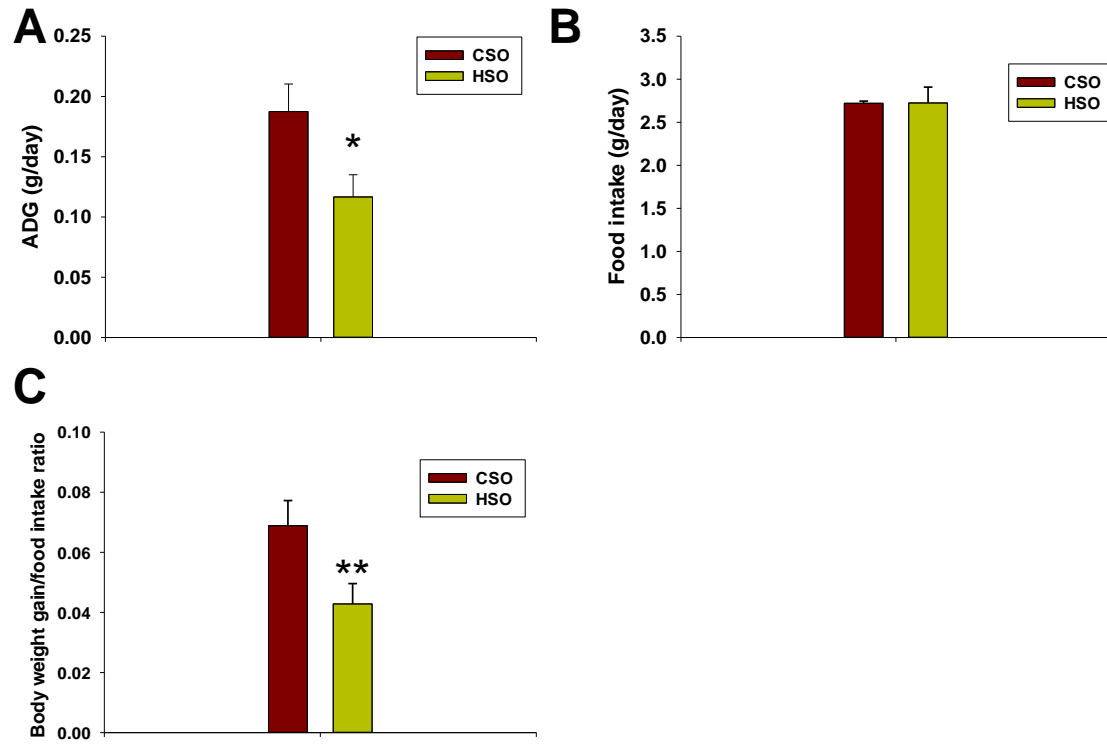 A
ADG (g/day)
0.25
0.20
0.15
0.10
0.05
0.00
CSO
HSO
*
B
Food intake (g/day)
3.5
3.0
2.5
2.0
1.5
1.0
0.5
0.0
CSO
HSO
C
Body weight gain/food intake ratio
0.10
0.08
0.06
0.04
0.02
0.00
CSO
HSO
**